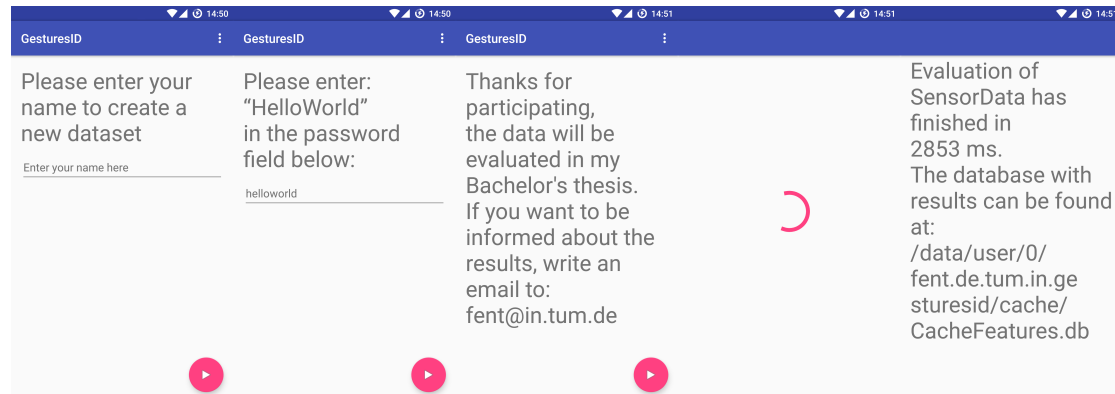 14:50
GesturesID
Please enter your
name to create a
new dataset
Enter your name here
14:50
GesturesID
Please enter:
“HelloWorld”
in the password
field below:
helloworld
14:51
GesturesID
Thanks for
participating,
the data will be
evaluated in my
Bachelor's thesis.
If you want to be
informed about the
results, write an
email to:
fent@in.tum.de
14:51
14:51
Evaluation of
SensorData has
finished in
2853 ms.
The database with
results can be found
at:
/data/user/0/
fent.de.tum.in.ge
sturesid/cache/
CacheFeatures.db